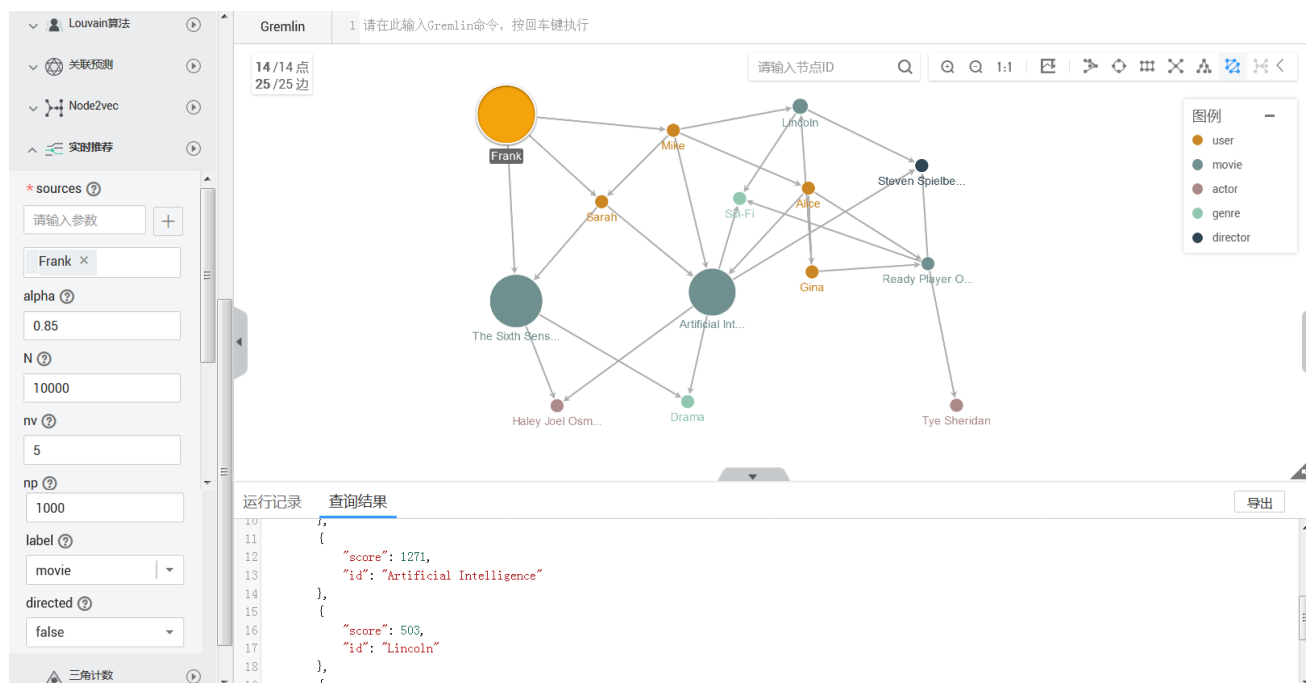 Louvain算法
关联预测
Node2vec
实时推荐
* sources
请输入参数
Frank ×
alpha
0.85
N
10000
nv
5
np
1000
label
movie
directed
false
三角计数
Gremlin
1 请在此输入Gremlin命令，按回车键执行
14/14 点
25/25 边
请输入节点ID
1:1
图例
user
movie
actor
genre
director
Frank
Mike
Lincoln
Steven Spielbe...
Sarah
Sci-Fi
Alice
Gina
Ready Player O...
The Sixth Sens...
Artificial Int...
Haley Joel Osm...
Drama
Tye Sheridan
运行记录 查询结果
导出
10 },
11 {
12 "score": 1271,
13 "id": "Artificial Intelligence"
14 },
15 {
16 "score": 503,
17 "id": "Lincoln"
18 },